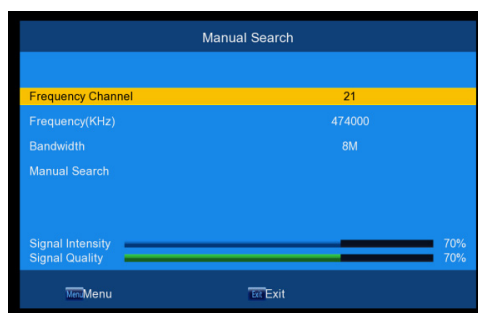 Manual Search
Frequency Channel 21
Frequency(KHz) 474000
Bandwidth 8M
Manual Search
Signal Intensity 70%
Signal Quality 70%
Menu Menu Exit Exit